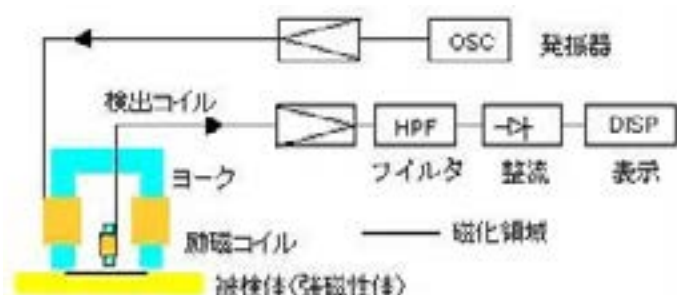 OSC 発振器
検出コイル
HPF
DISP
ヨーク
フイルタ 整流 表示
励磁コイル
磁化領域
被検体(強磁性体)